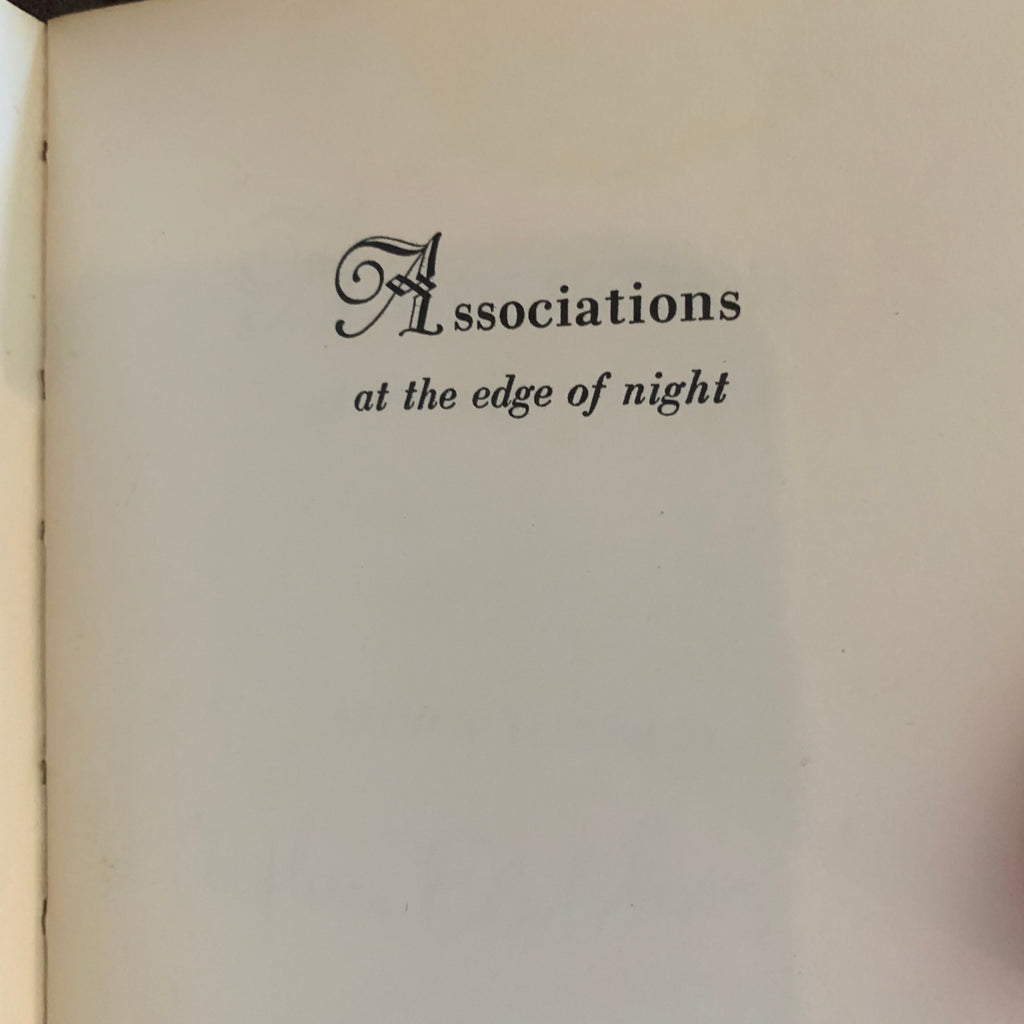 Associations
at the edge of night